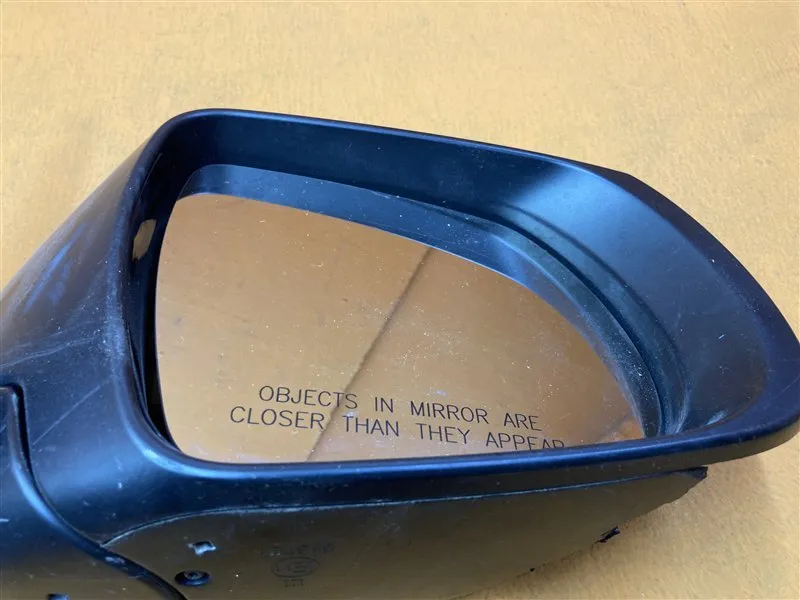 OBJECTS IN MIRROR ARE
CLOSER THAN THEY APPEAR